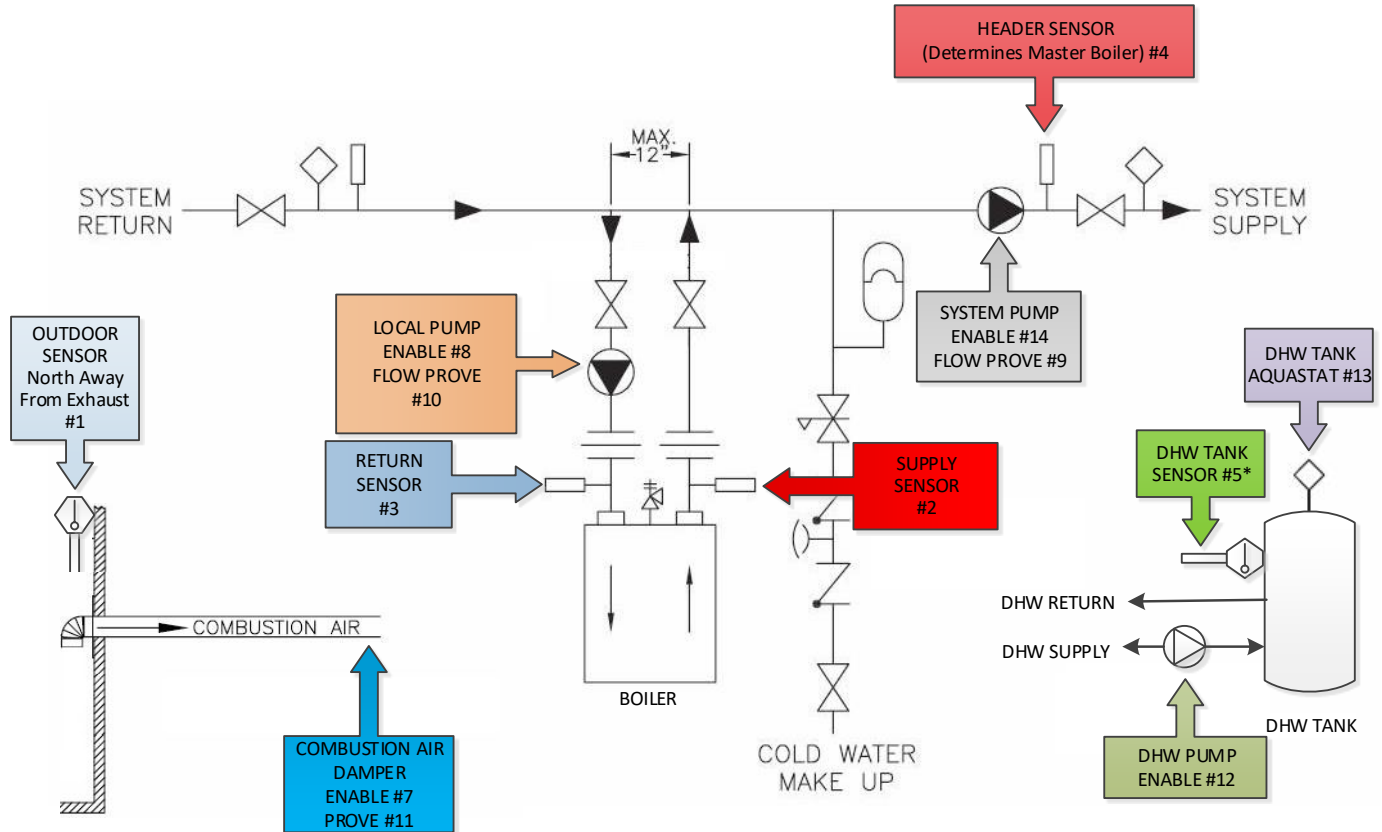 HEADER SENSOR
(Determines Master Boiler) #4
MAX.
12"
SYSTEM
RETURN
SYSTEM
SUPPLY
OUTDOOR
SENSOR
North Away
From Exhaust
#1
LOCAL PUMP
ENABLE #8
FLOW PROVE
#10
SYSTEM PUMP
ENABLE #14
FLOW PROVE #9
DHW TANK
AQUASTAT #13
RETURN
SENSOR
#3
SUPPLY
SENSOR
#2
DHW TANK
SENSOR #5*
DHW RETURN
DHW SUPPLY
COMBUSTION AIR
BOILER
DHW TANK
COMBUSTION AIR
DAMPER
ENABLE #7
PROVE #11
COLD WATER
MAKE UP
DHW PUMP
ENABLE #12